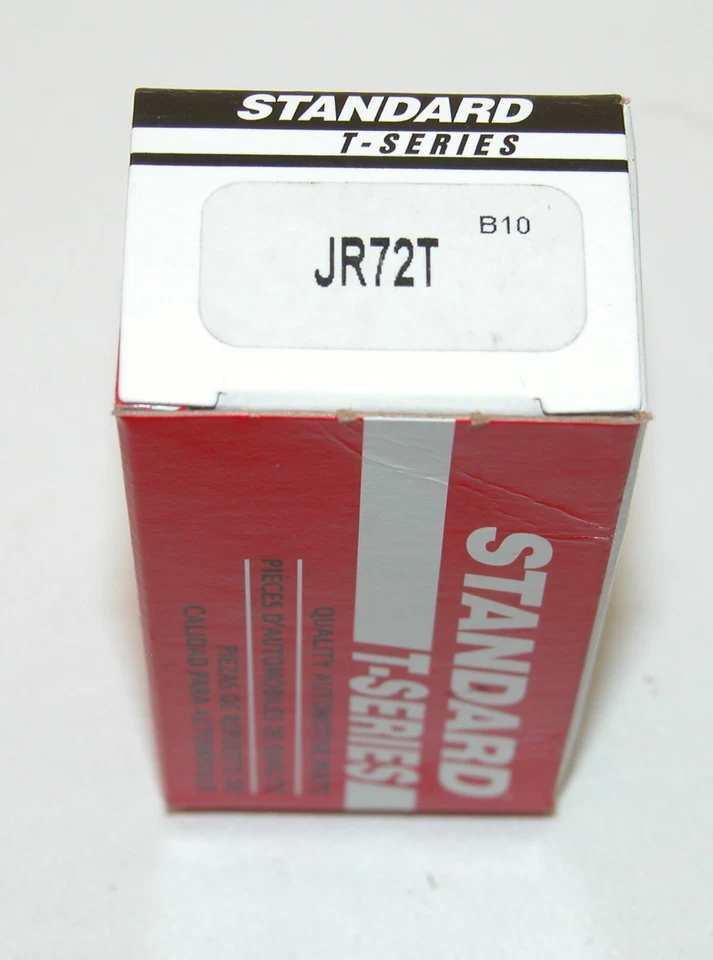 STANDARD
T-SERIES
B10
JR72T
STANDARD
T-SERIES
QUALITY AUTOMOTIVE PARTS
PIÈCES D'AUTOMOBILES DE QUALITÉ
PIEZAS DE REPUESTO DE
CALIDAD PARA AUTOMÓVILES